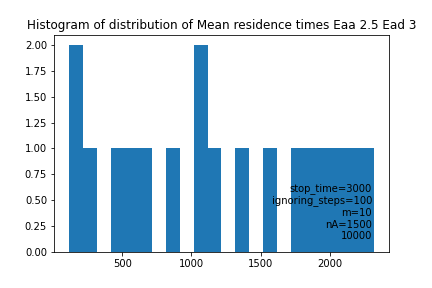 Histogram of distribution of Mean residence times Eaa 2.5 Ead 3
2.00
1.75
1.50
1.25
1.00
0.75
0.50
0.25
0.00
stop_time=3000
ignoring_steps=100
m=10
nA=1500
10000
500
1000
1500
2000